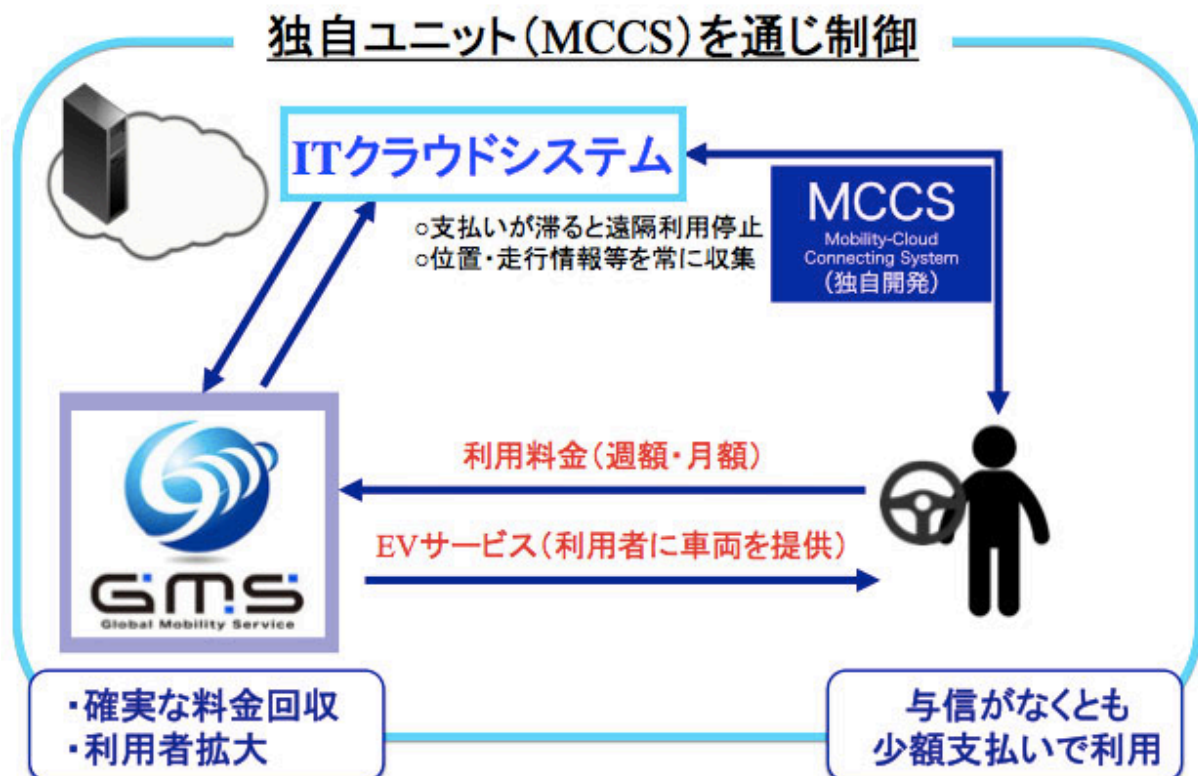 独自ユニット(MCCS)を通じ制御
ITクラウドシステム
○支払いが滞ると遠隔利用停止
○位置・走行情報等を常に収集
MCCS
Mobility-Cloud
Connecting System
(独自開発)
利用料金(週額・月額)
EVサービス(利用者に車両を提供)
GMS
Global Mobility Service
・確実な料金回収
・利用者拡大
与信がなくとも
少額支払いで利用